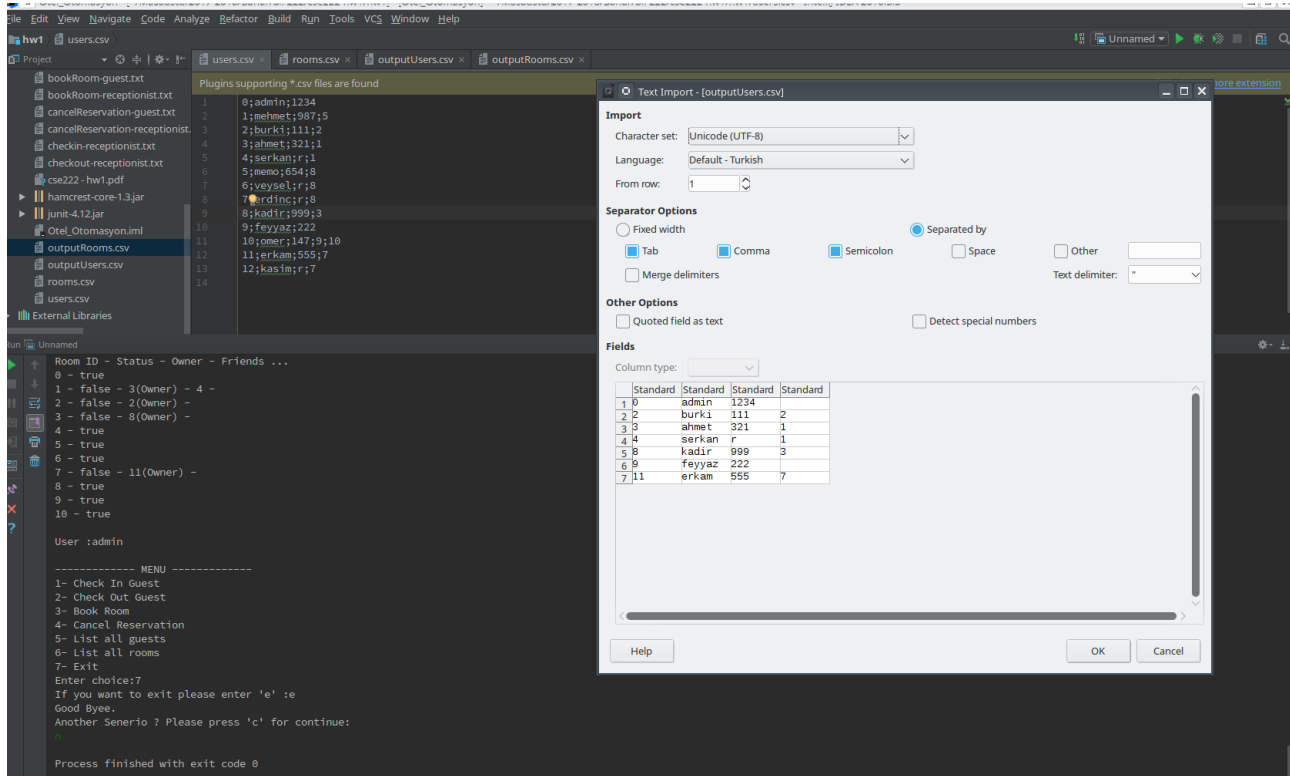 File Edit View Navigate Code Analyze Refactor Build Run Tools VCS Window Help
hw1 users.csv Unnamed
Project users.csv × rooms.csv × outputUsers.csv × outputRooms.csv ×
bookRoom-guest.txt
bookRoom-receptionist.txt
cancelReservation-guest.txt
cancelReservation-receptionist.
checkin-receptionist.txt
checkout-receptionist.txt
cse222 - hw1.pdf
hamcrest-core-1.3.jar
junit-4.12.jar
Otel_Otomasyon.iml
outputRooms.csv
outputUsers.csv
rooms.csv
users.csv
External Libraries
Plugins supporting *.csv files are found
more extension
1 0;admin;1234
2 1;mehmet;987;5
3 2;burki;111;2
4 3;ahmet;321;1
5 4;serkan;r;1
6 5;memo;654;8
7 6;veysel;r;8
8 7 erdinc;r;8
9 8;kadir;999;3
10 9;feyyaz;222
11 10;omer;147;9;10
12 11;erkam;555;7
13 12;kasim;r;7
14
Text Import - [outputUsers.csv]
Import
Character set: Unicode (UTF-8)
Language: Default - Turkish
From row: 1
Separator Options
Fixed width Separated by
Tab Comma Semicolon Space Other
Merge delimiters Text delimiter: "
Other Options
Quoted field as text Detect special numbers
Fields
Column type:
Standard Standard Standard Standard
1 0 admin 1234
2 2 burki 111 2
3 3 ahmet 321 1
4 4 serkan r 1
5 8 kadir 999 3
6 9 feyyaz 222
7 11 erkam 555 7
Help OK Cancel
Run Unnamed
Room ID - Status - Owner - Friends ...
0 - true
1 - false - 3(Owner) - 4 -
2 - false - 2(Owner) -
3 - false - 8(Owner) -
4 - true
5 - true
6 - true
7 - false - 11(Owner) -
8 - true
9 - true
10 - true
User :admin
------------- MENU -------------
1- Check In Guest
2- Check Out Guest
3- Book Room
4- Cancel Reservation
5- List all guests
6- List all rooms
7- Exit
Enter choice:7
If you want to exit please enter 'e' :e
Good Byee.
Another Senerio ? Please press 'c' for continue:
n
Process finished with exit code 0